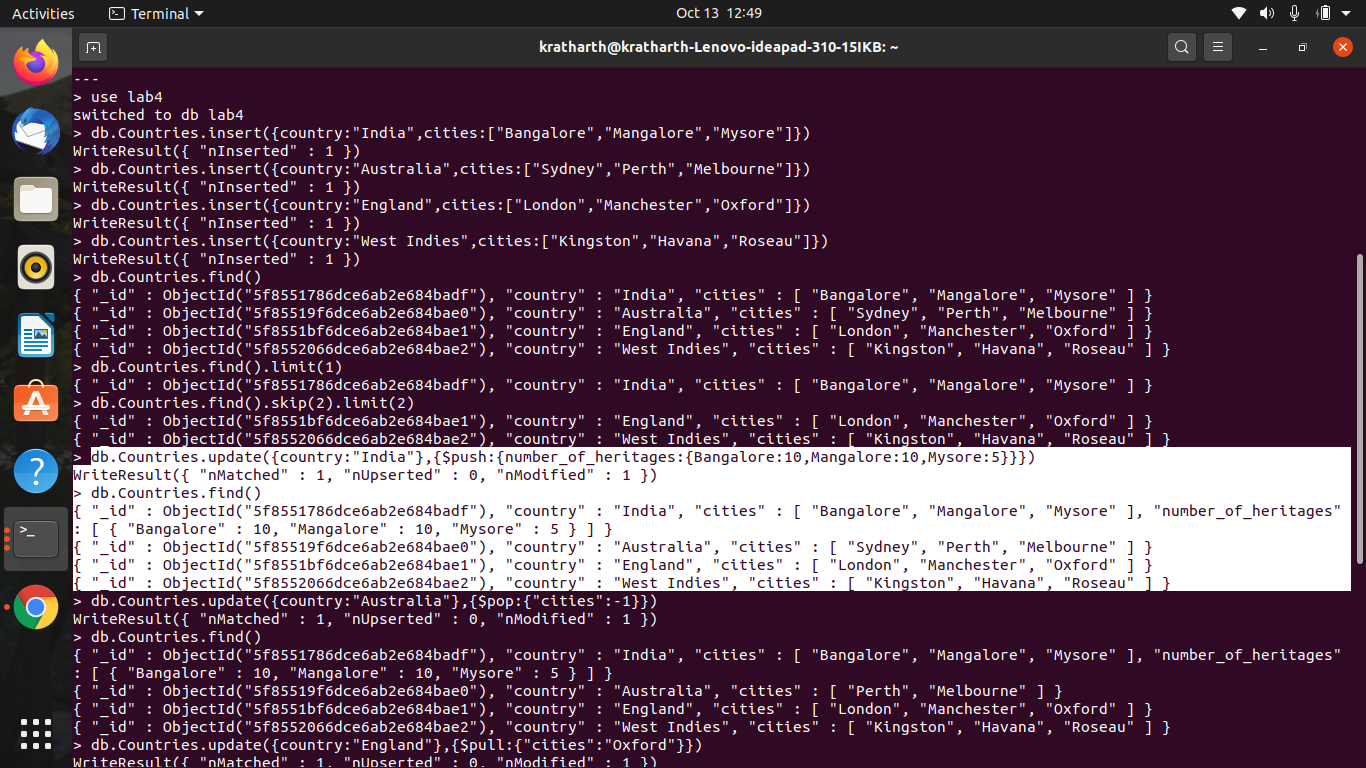 Activities
Terminal
Oct 13 12:49
kratharth@kratharth-Lenovo-ideapad-310-15IKB: ~
---
> use lab4
switched to db lab4
> db.Countries.insert({country:"India",cities:["Bangalore","Mangalore","Mysore"]})
WriteResult({ "nInserted" : 1 })
> db.Countries.insert({country:"Australia",cities:["Sydney","Perth","Melbourne"]})
WriteResult({ "nInserted" : 1 })
> db.Countries.insert({country:"England",cities:["London","Manchester","Oxford"]})
WriteResult({ "nInserted" : 1 })
> db.Countries.insert({country:"West Indies",cities:["Kingston","Havana","Roseau"]})
WriteResult({ "nInserted" : 1 })
> db.Countries.find()
{ "_id" : ObjectId("5f8551786dce6ab2e684badf"), "country" : "India", "cities" : [ "Bangalore", "Mangalore", "Mysore" ] }
{ "_id" : ObjectId("5f85519f6dce6ab2e684bae0"), "country" : "Australia", "cities" : [ "Sydney", "Perth", "Melbourne" ] }
{ "_id" : ObjectId("5f8551bf6dce6ab2e684bae1"), "country" : "England", "cities" : [ "London", "Manchester", "Oxford" ] }
{ "_id" : ObjectId("5f8552066dce6ab2e684bae2"), "country" : "West Indies", "cities" : [ "Kingston", "Havana", "Roseau" ] }
> db.Countries.find().limit(1)
{ "_id" : ObjectId("5f8551786dce6ab2e684badf"), "country" : "India", "cities" : [ "Bangalore", "Mangalore", "Mysore" ] }
> db.Countries.find().skip(2).limit(2)
{ "_id" : ObjectId("5f8551bf6dce6ab2e684bae1"), "country" : "England", "cities" : [ "London", "Manchester", "Oxford" ] }
{ "_id" : ObjectId("5f8552066dce6ab2e684bae2"), "country" : "West Indies", "cities" : [ "Kingston", "Havana", "Roseau" ] }
> db.Countries.update({country:"India"},{$push:{number_of_heritages:{Bangalore:10,Mangalore:10,Mysore:5}}})
WriteResult({ "nMatched" : 1, "nUpserted" : 0, "nModified" : 1 })
> db.Countries.find()
{ "_id" : ObjectId("5f8551786dce6ab2e684badf"), "country" : "India", "cities" : [ "Bangalore", "Mangalore", "Mysore" ], "number_of_heritages"
: [ { "Bangalore" : 10, "Mangalore" : 10, "Mysore" : 5 } ] }
{ "_id" : ObjectId("5f85519f6dce6ab2e684bae0"), "country" : "Australia", "cities" : [ "Sydney", "Perth", "Melbourne" ] }
{ "_id" : ObjectId("5f8551bf6dce6ab2e684bae1"), "country" : "England", "cities" : [ "London", "Manchester", "Oxford" ] }
{ "_id" : ObjectId("5f8552066dce6ab2e684bae2"), "country" : "West Indies", "cities" : [ "Kingston", "Havana", "Roseau" ] }
> db.Countries.update({country:"Australia"},{$pop:{"cities":-1}})
WriteResult({ "nMatched" : 1, "nUpserted" : 0, "nModified" : 1 })
> db.Countries.find()
{ "_id" : ObjectId("5f8551786dce6ab2e684badf"), "country" : "India", "cities" : [ "Bangalore", "Mangalore", "Mysore" ], "number_of_heritages"
: [ { "Bangalore" : 10, "Mangalore" : 10, "Mysore" : 5 } ] }
{ "_id" : ObjectId("5f85519f6dce6ab2e684bae0"), "country" : "Australia", "cities" : [ "Perth", "Melbourne" ] }
{ "_id" : ObjectId("5f8551bf6dce6ab2e684bae1"), "country" : "England", "cities" : [ "London", "Manchester", "Oxford" ] }
{ "_id" : ObjectId("5f8552066dce6ab2e684bae2"), "country" : "West Indies", "cities" : [ "Kingston", "Havana", "Roseau" ] }
> db.Countries.update({country:"England"},{$pull:{"cities":"Oxford"}})
WriteResult({ "nMatched" : 1, "nUpserted" : 0, "nModified" : 1 })